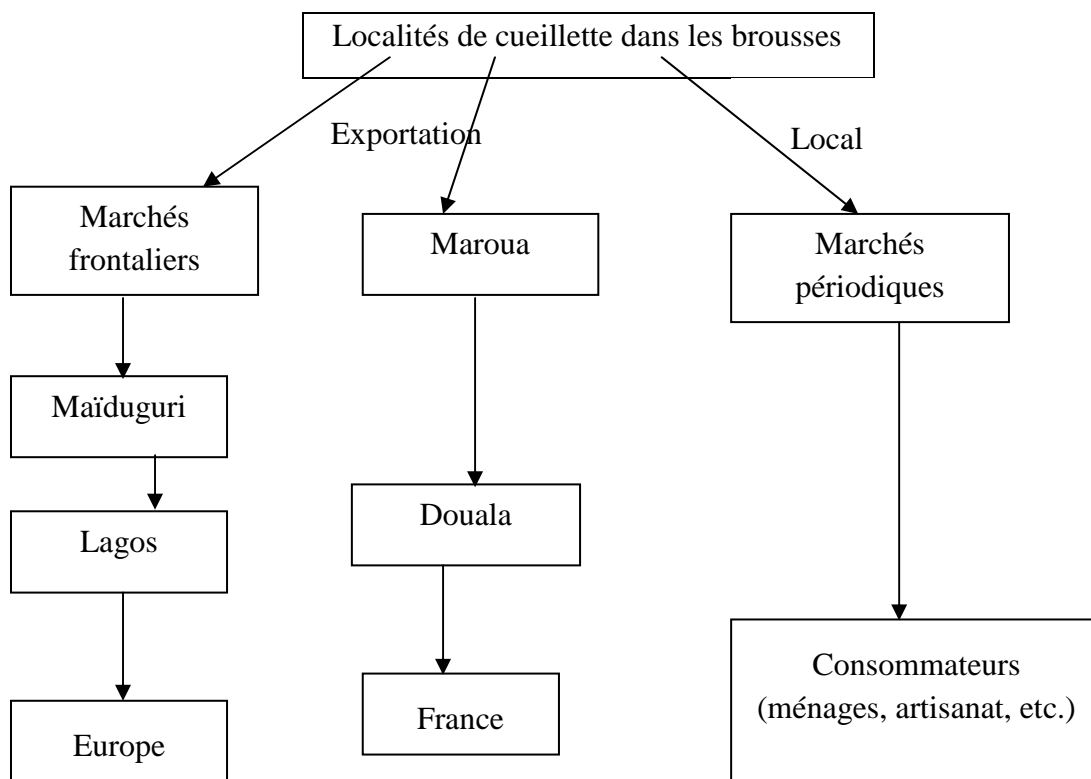 Localités de cueillette dans les brousses
Exportation
Local
Marchés
frontaliers
Maroua
Marchés
périodiques
Maïduguri
Douala
Lagos
Consommateurs
(ménages, artisanat, etc.)
France
Europe